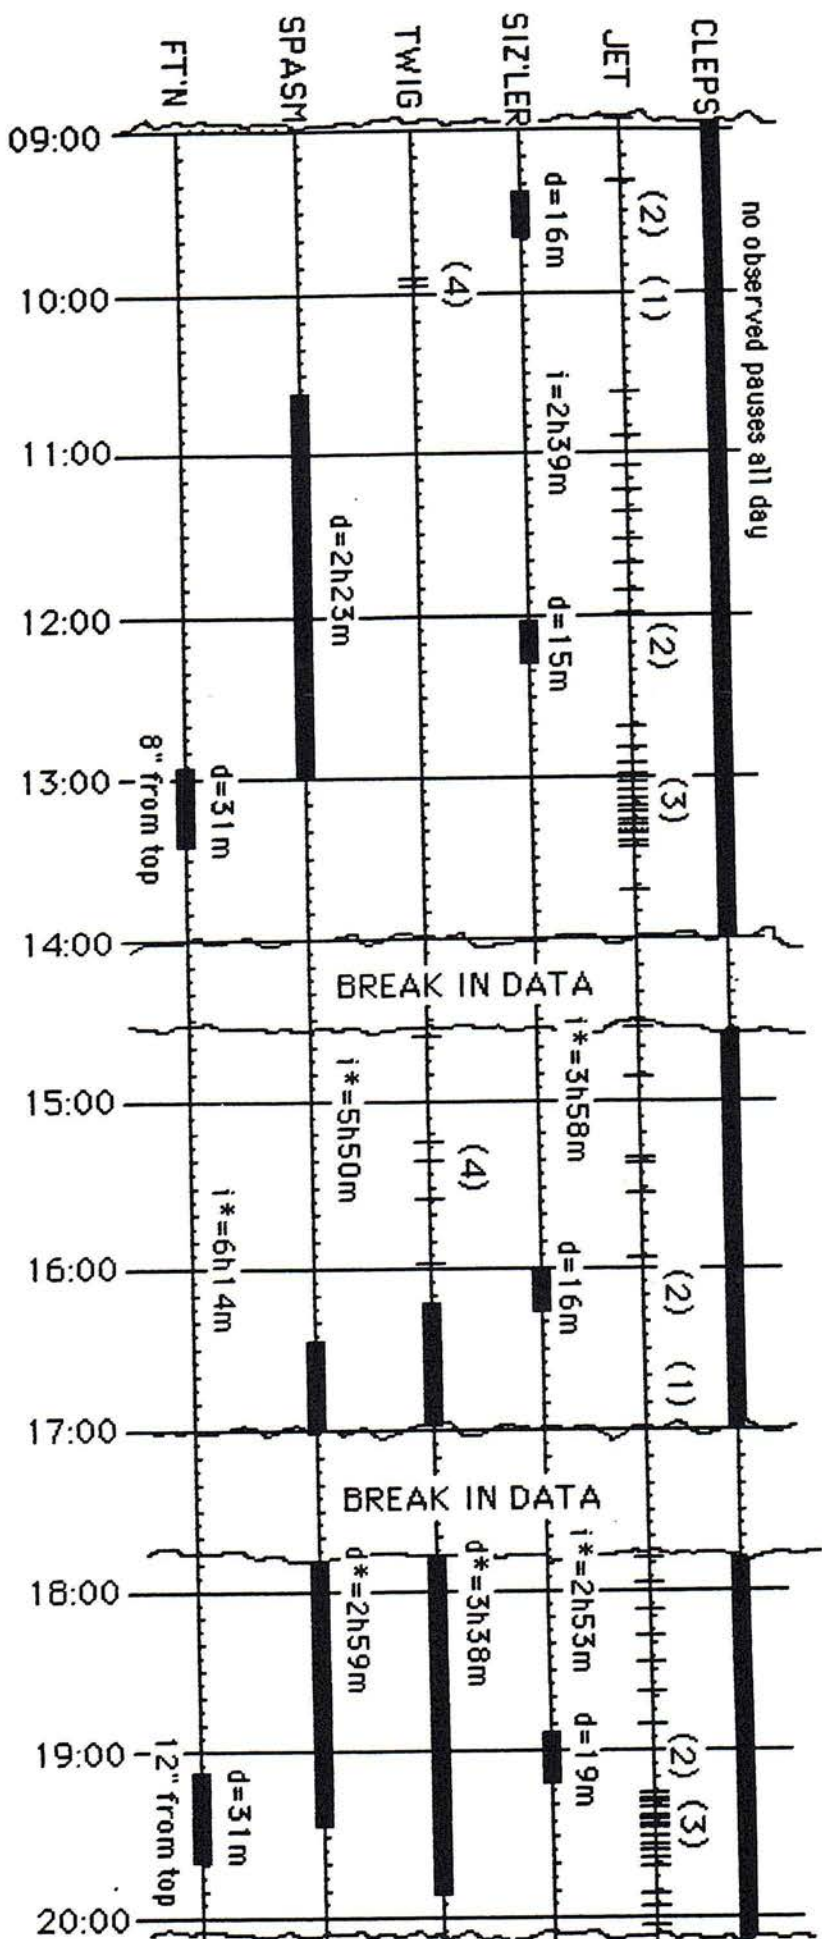 CLEPS
no observed pauses all day
JET
(2)
(1)
(2)
(3)
(2)
(1)
(2)
(3)
SIZ'LER
d=16m
i=2h39m
d=15m
i*=3h58m
d=16m
i*=2h53m
d=19m
TWIG
(4)
(4)
d*=3h38m
SPASM
d=2h23m
i*=5h50m
d*=2h59m
FT'N
d=31m
8" from top
i*=6h14m
d=31m
12" from top
BREAK IN DATA
BREAK IN DATA
09:00
10:00
11:00
12:00
13:00
14:00
15:00
16:00
17:00
18:00
19:00
20:00